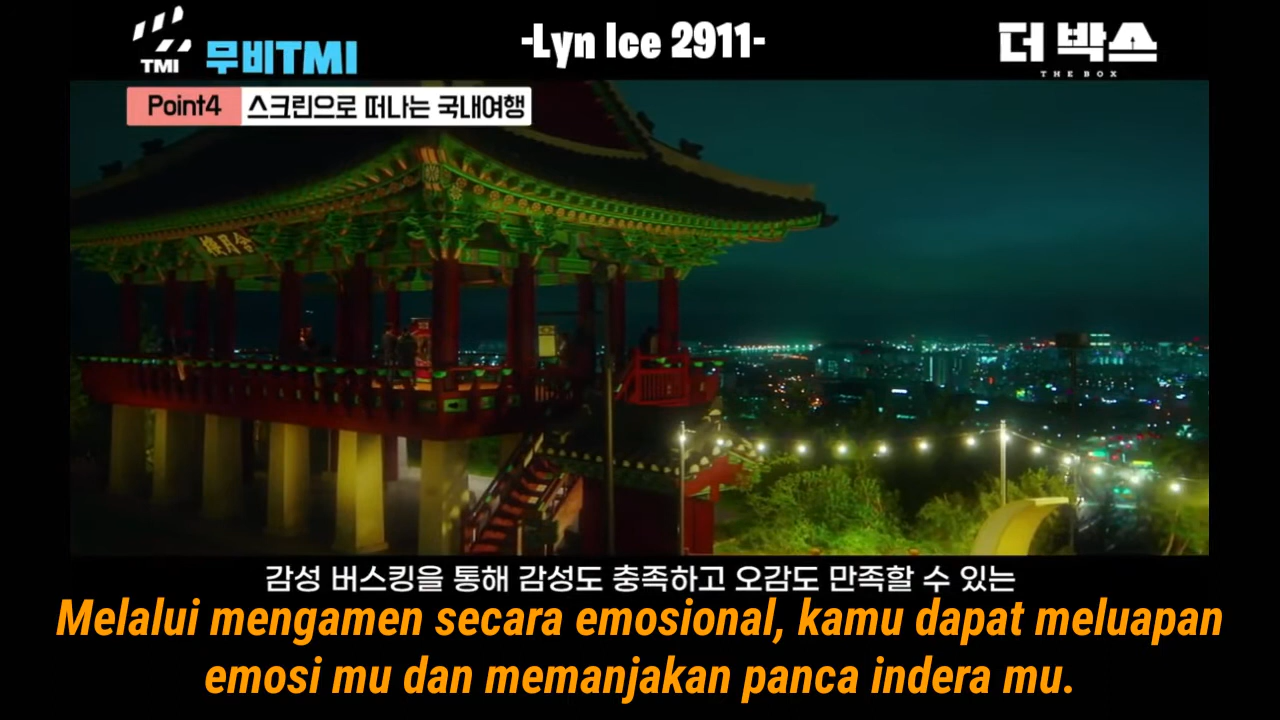 TMI
무비TMI
-Lyn Ice 2911-
더 박스
THE BOX
Point4 스크린으로 떠나는 국내여행
감성 버스킹을 통해 감성도 충족하고 오감도 만족할 수 있는
Melalui mengamen secara emosional, kamu dapat meluapan
emosi mu dan memanjakan panca indera mu.